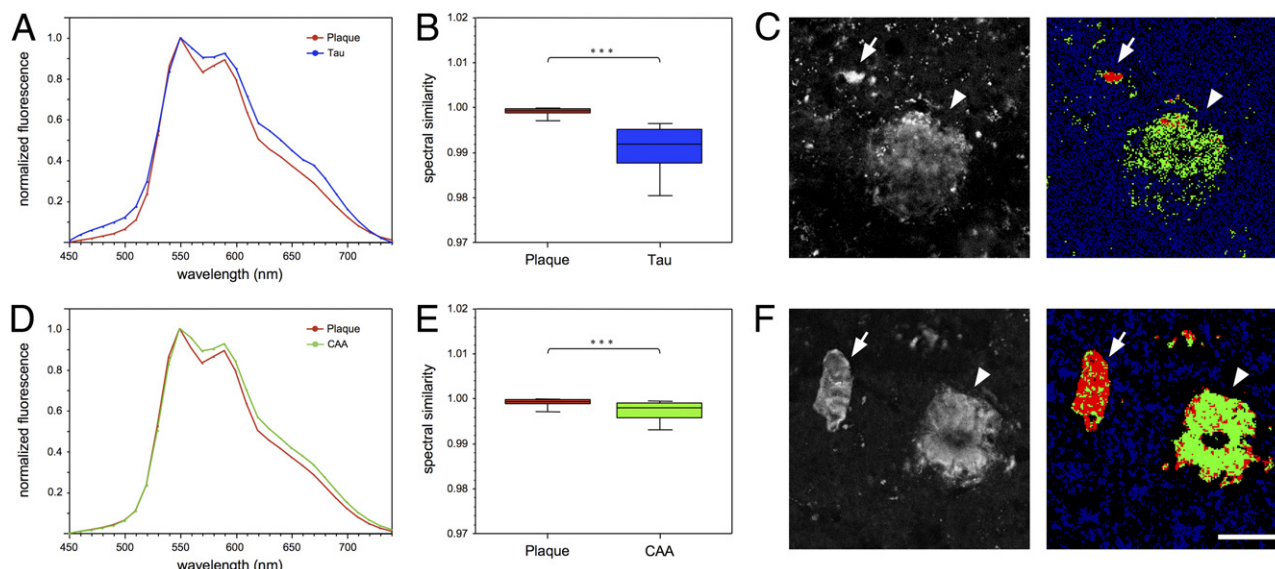 A
normalized fluorescence
1.0
0.8
0.6
0.4
0.2
450
500
550
600
650
700
wavelength (nm)
Plaque
Tau
B
spectral similarity
1.02
1.01
1.00
0.99
0.98
0.97
***
Plaque
Tau
C
D
normalized fluorescence
1.0
0.8
0.6
0.4
0.2
450
500
550
600
650
700
wavelength (nm)
Plaque
CAA
E
spectral similarity
1.02
1.01
1.00
0.99
0.98
0.97
***
Plaque
CAA
F